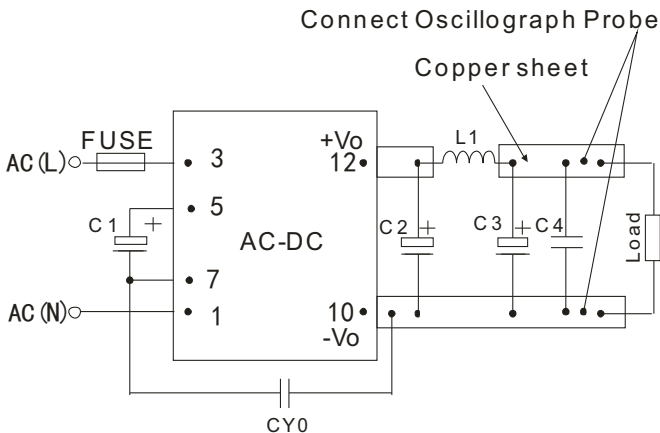 Connect Oscillograph Probe
Copper sheet
FUSE
+Vo
L1
AC(L)
3
12
5
C1
+
AC-DC
C2
+
C3
+
C4
Load
7
AC(N)
1
10
-Vo
CY0